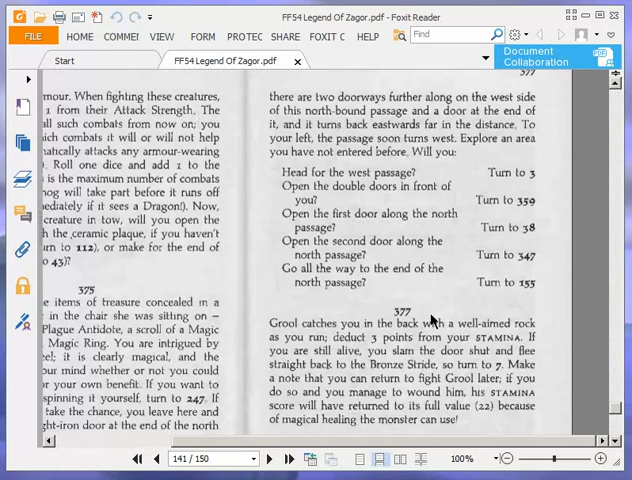 FF54 Legend Of Zagor.pdf - Foxit Reader
FILE HOME COMMEI VIEW FORM PROTEC SHARE FOXIT C HELP Find
Document
Collaboration
Start FF54 Legend Of Zagor.pdf
377
mour. When fighting these creatures,
1 from their Attack Strength. The
all such combats from now on; you
hich combats it will or will not help
matically attacks any armour-wearing
Roll one dice and add 1 to the
s is the maximum number of combats
nog will take part before it runs off
mediately if it sees a Dragon!). Now,
creature in tow, will you open the
h the ceramic plaque, if you haven't
urn to 112), or make for the end of
o 43)?
375
e items of treasure concealed in a
t in the chair she was sitting on –
Plague Antidote, a scroll of a Magic
Magic Ring. You are intrigued by
eel; it is clearly magical, and the
our mind whether or not you could
or your own benefit. If you want to
spinning it yourself, turn to 247. If
take the chance, you leave here and
ght-iron door at the end of the north
there are two doorways further along on the west side
of this north-bound passage and a door at the end of
it, and it turns back eastwards far in the distance. To
your left, the passage soon turns west. Explore an area
you have not entered before. Will you:
Head for the west passage? Turn to 3
Open the double doors in front of
you? Turn to 359
Open the first door along the north
passage? Turn to 38
Open the second door along the
north passage? Turn to 347
Go all the way to the end of the
north passage? Turn to 155
377
Grool catches you in the back with a well-aimed rock
as you run; deduct 3 points from your STAMINA. If
you are still alive, you slam the door shut and flee
straight back to the Bronze Stride, so turn to 7. Make
a note that you can return to fight Grool later; if you
do so and you manage to wound him, his STAMINA
score will have returned to its full value (22) because
of magical healing the monster can use!
141 / 150 100%